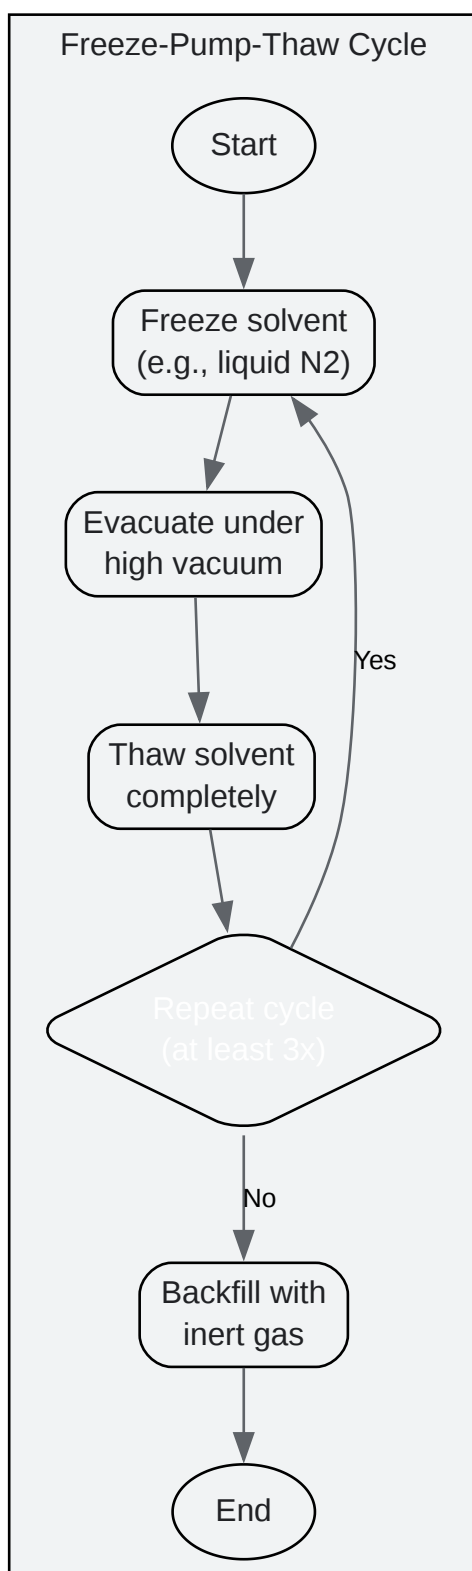 Freeze-Pump-Thaw Cycle
Start
Freeze solvent
(e.g., liquid N2)
Evacuate under
high vacuum
Yes
Thaw solvent
completely
Repeat cycle
(at least 3x)
No
Backfill with
inert gas
End